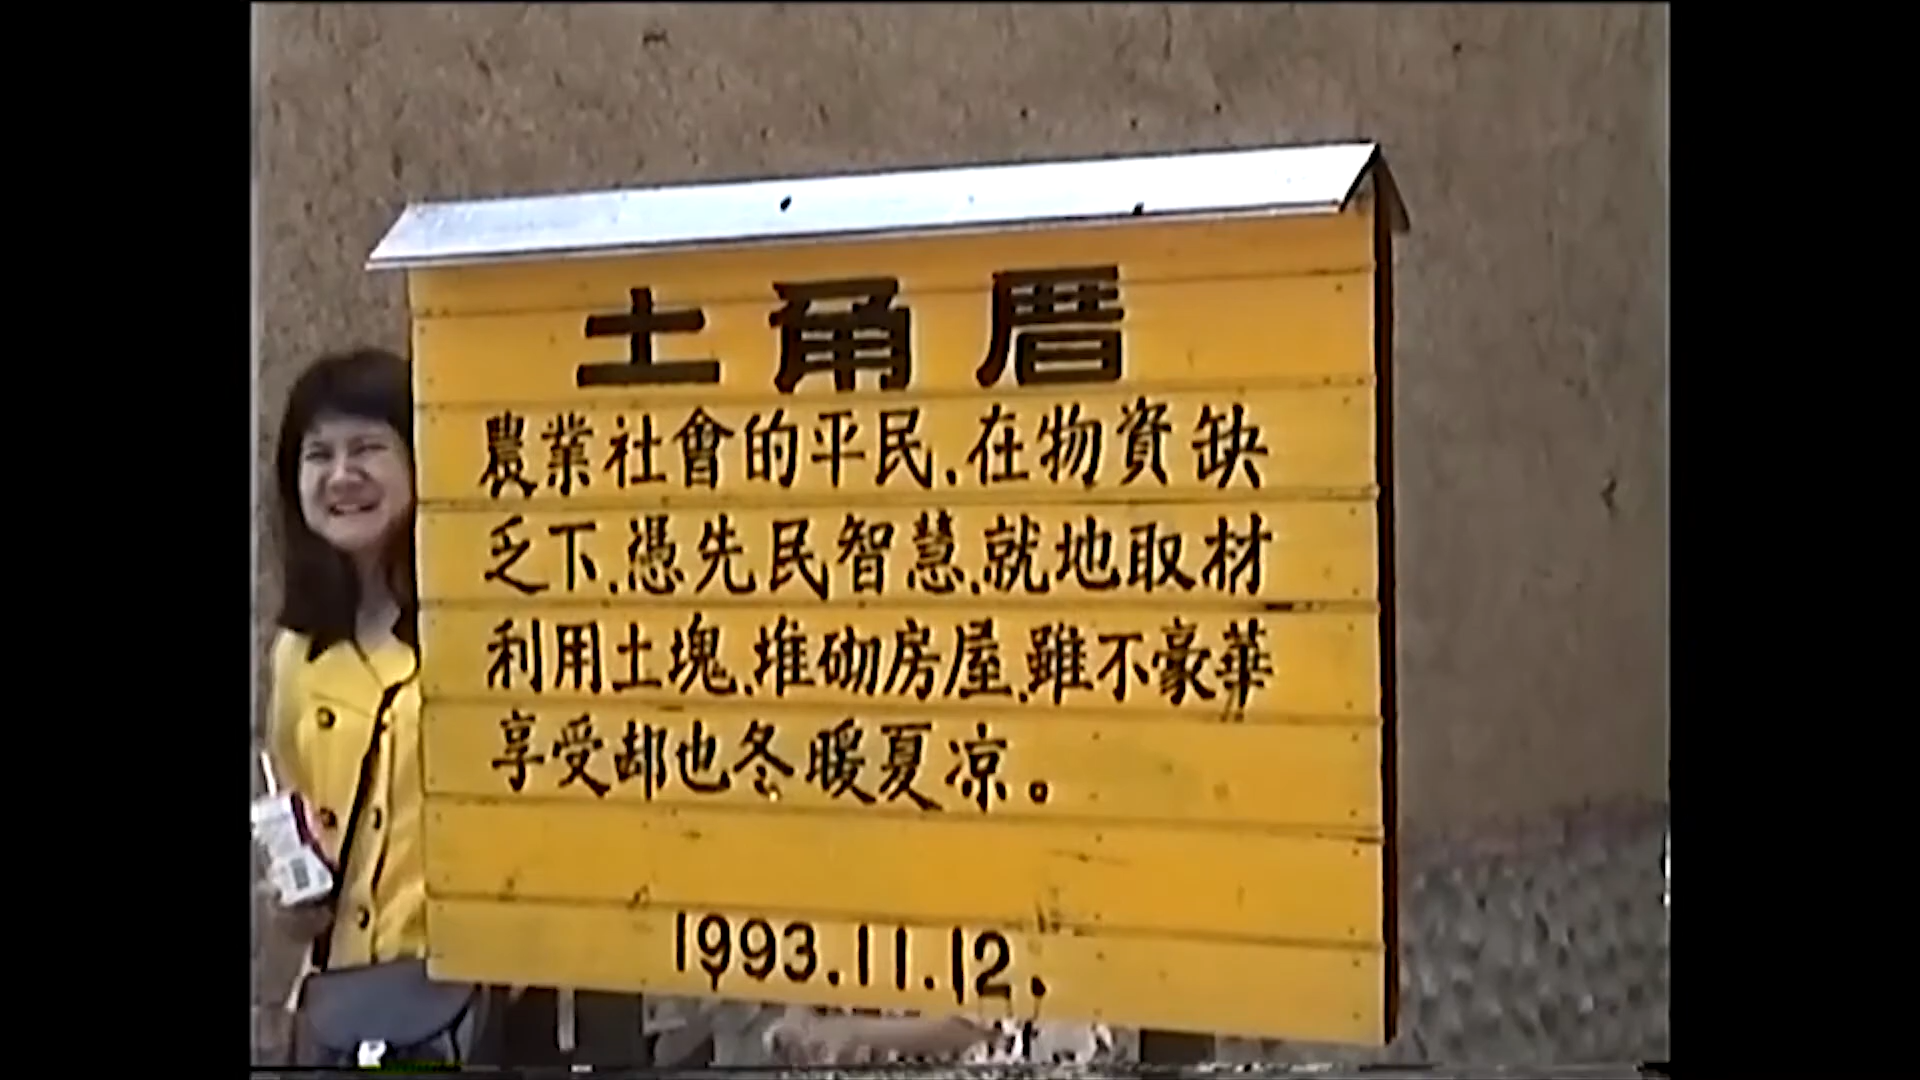 土角厝
農業社會的平民.在物資缺
乏下.憑先民智慧.就地取材
利用土塊.堆砌房屋.雖不豪華
享受却也冬暖夏凉。
1993.11.12.